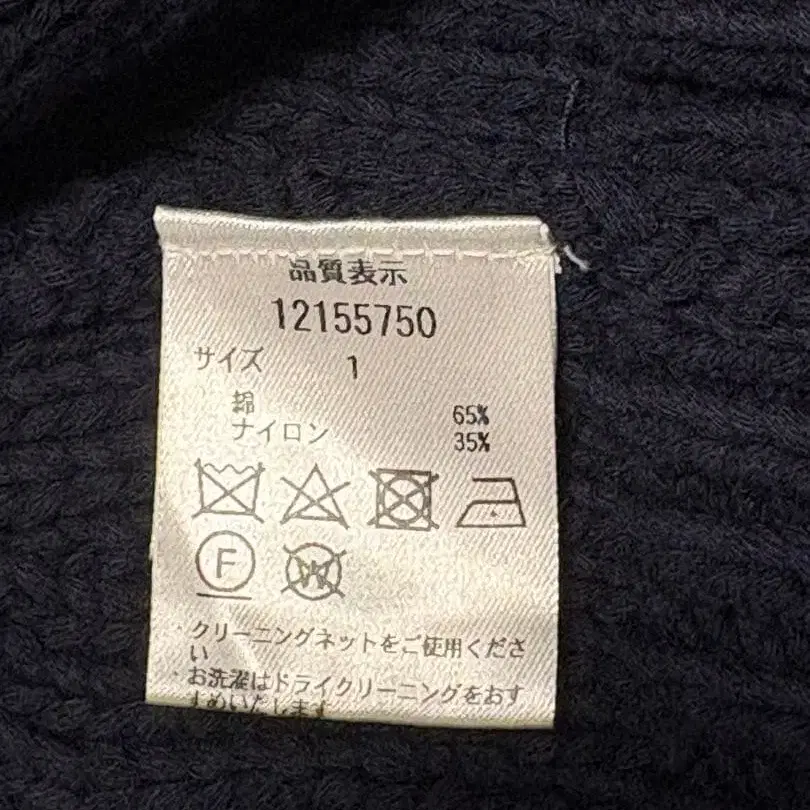 品質表示
12155750
サイズ 1
綿 65%
ナイロン 35%
F
W
・クリーニングネットをご使用くださ
い
・お洗濯はドライクリーニングをおす
すめいたします